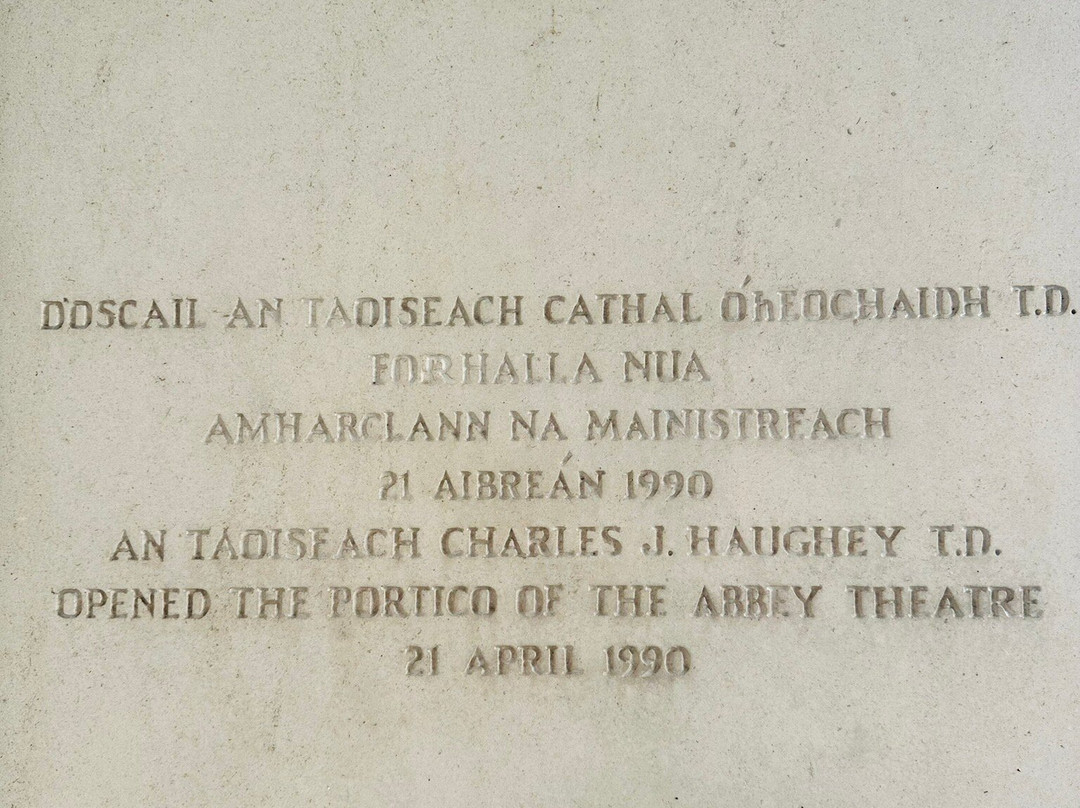 D'OSCAIL AN TAOISEACH CATHAL ÓhEOCHAIDH T.D.
FORHALLA NUA
AMHARCLANN NA MAINISTREACH
21 AIBREÁN 1990
AN TAOISEACH CHARLES J. HAUGHEY T.D.
OPENED THE PORTICO OF THE ABBEY THEATRE
21 APRIL 1990